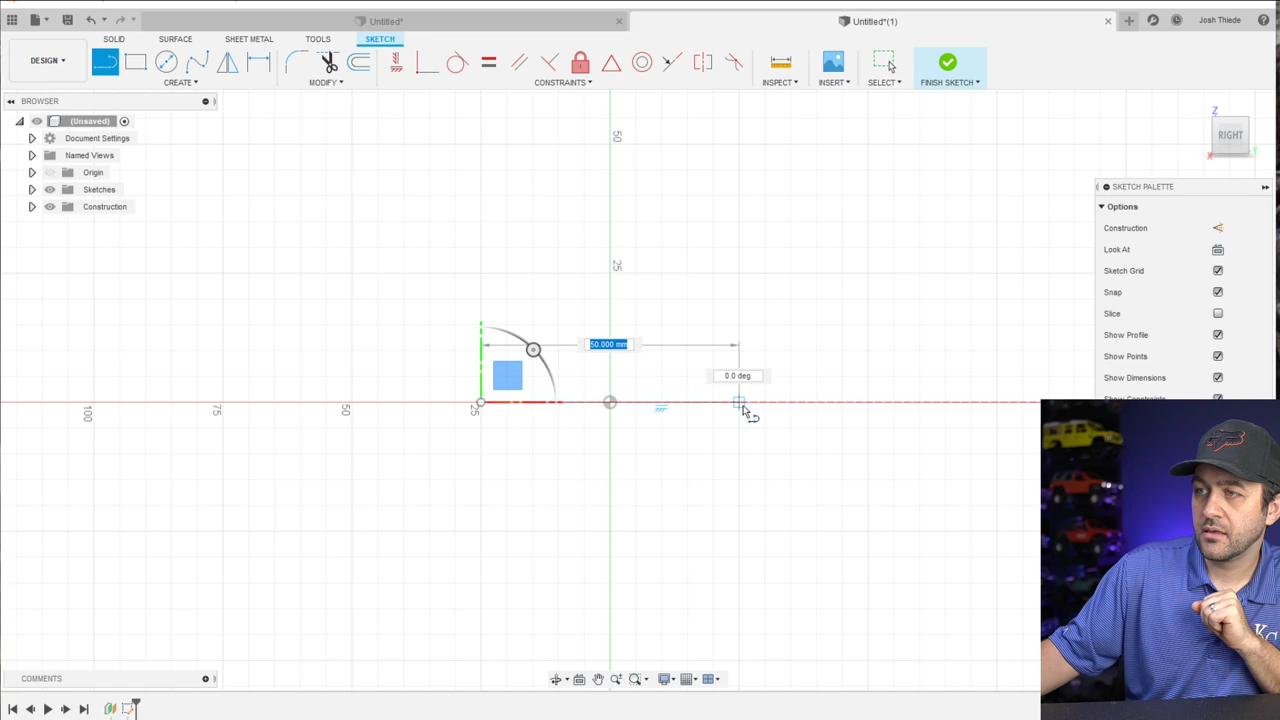 Untitled*
Untitled*(1)
Josh Thiede
DESIGN
SOLID
SURFACE
SHEET METAL
TOOLS
SKETCH
CREATE
MODIFY
CONSTRAINTS
INSPECT
INSERT
SELECT
FINISH SKETCH
BROWSER
(Unsaved)
Document Settings
Named Views
Origin
Sketches
Construction
Z
RIGHT
X
Y
SKETCH PALETTE
Options
Construction
Look At
Sketch Grid
Snap
Slice
Show Profile
Show Points
Show Dimensions
Show Constraints
50
25
50.000 mm
0.0 deg
100
75
50
25
COMMENTS